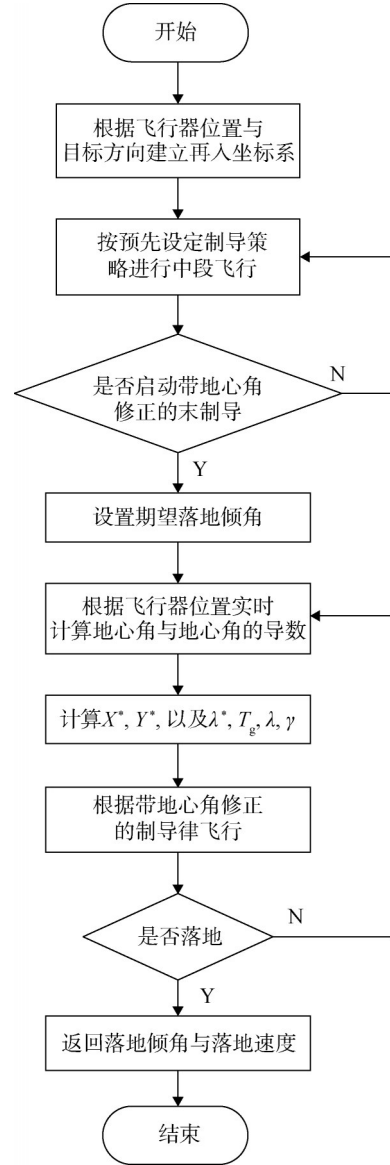 开始
根据飞行器位置与
目标方向建立再入坐标系
按预先设定制导策
略进行中段飞行
是否启动带地心角
修正的末制导
N
Y
设置期望落地倾角
根据飞行器位置实时
计算地心角与地心角的导数
计算X*, Y*, 以及λ*, Tg, λ, γ
根据带地心角修正
的制导律飞行
是否落地
N
Y
返回落地倾角与落地速度
结束